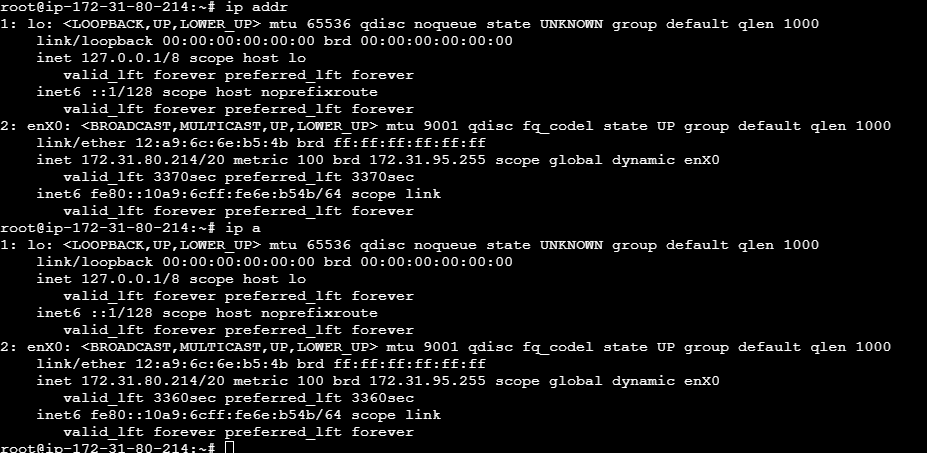 root@ip-172-31-80-214:~# ip addr
1: lo: <LOOPBACK,UP,LOWER_UP> mtu 65536 qdisc noqueue state UNKNOWN group default qlen 1000
    link/loopback 00:00:00:00:00:00 brd 00:00:00:00:00:00
    inet 127.0.0.1/8 scope host lo
       valid_lft forever preferred_lft forever
    inet6 ::1/128 scope host noprefixroute
       valid_lft forever preferred_lft forever
2: enX0: <BROADCAST,MULTICAST,UP,LOWER_UP> mtu 9001 qdisc fq_codel state UP group default qlen 1000
    link/ether 12:a9:6c:6e:b5:4b brd ff:ff:ff:ff:ff:ff
    inet 172.31.80.214/20 metric 100 brd 172.31.95.255 scope global dynamic enX0
       valid_lft 3370sec preferred_lft 3370sec
    inet6 fe80::10a9:6cff:fe6e:b54b/64 scope link
       valid_lft forever preferred_lft forever
root@ip-172-31-80-214:~# ip a
1: lo: <LOOPBACK,UP,LOWER_UP> mtu 65536 qdisc noqueue state UNKNOWN group default qlen 1000
    link/loopback 00:00:00:00:00:00 brd 00:00:00:00:00:00
    inet 127.0.0.1/8 scope host lo
       valid_lft forever preferred_lft forever
    inet6 ::1/128 scope host noprefixroute
       valid_lft forever preferred_lft forever
2: enX0: <BROADCAST,MULTICAST,UP,LOWER_UP> mtu 9001 qdisc fq_codel state UP group default qlen 1000
    link/ether 12:a9:6c:6e:b5:4b brd ff:ff:ff:ff:ff:ff
    inet 172.31.80.214/20 metric 100 brd 172.31.95.255 scope global dynamic enX0
       valid_lft 3360sec preferred_lft 3360sec
    inet6 fe80::10a9:6cff:fe6e:b54b/64 scope link
       valid_lft forever preferred_lft forever
root@ip-172-31-80-214:~#